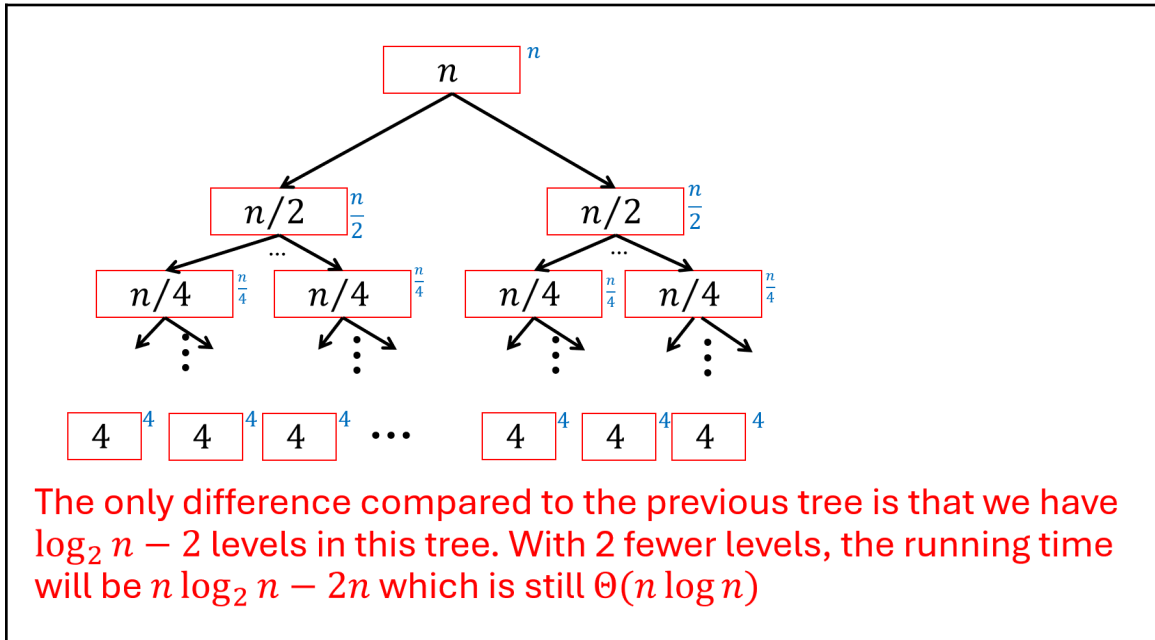 n n
n/2 n/2 n/2 n/2
... ...
n/4 n/4 n/4 n/4 n/4 n/4 n/4 n/4
4 4 4 4 4 4 ••• 4 4 4 4 4 4
The only difference compared to the previous tree is that we have
log₂ n − 2 levels in this tree. With 2 fewer levels, the running time
will be n log₂ n − 2n which is still Θ(n log n)